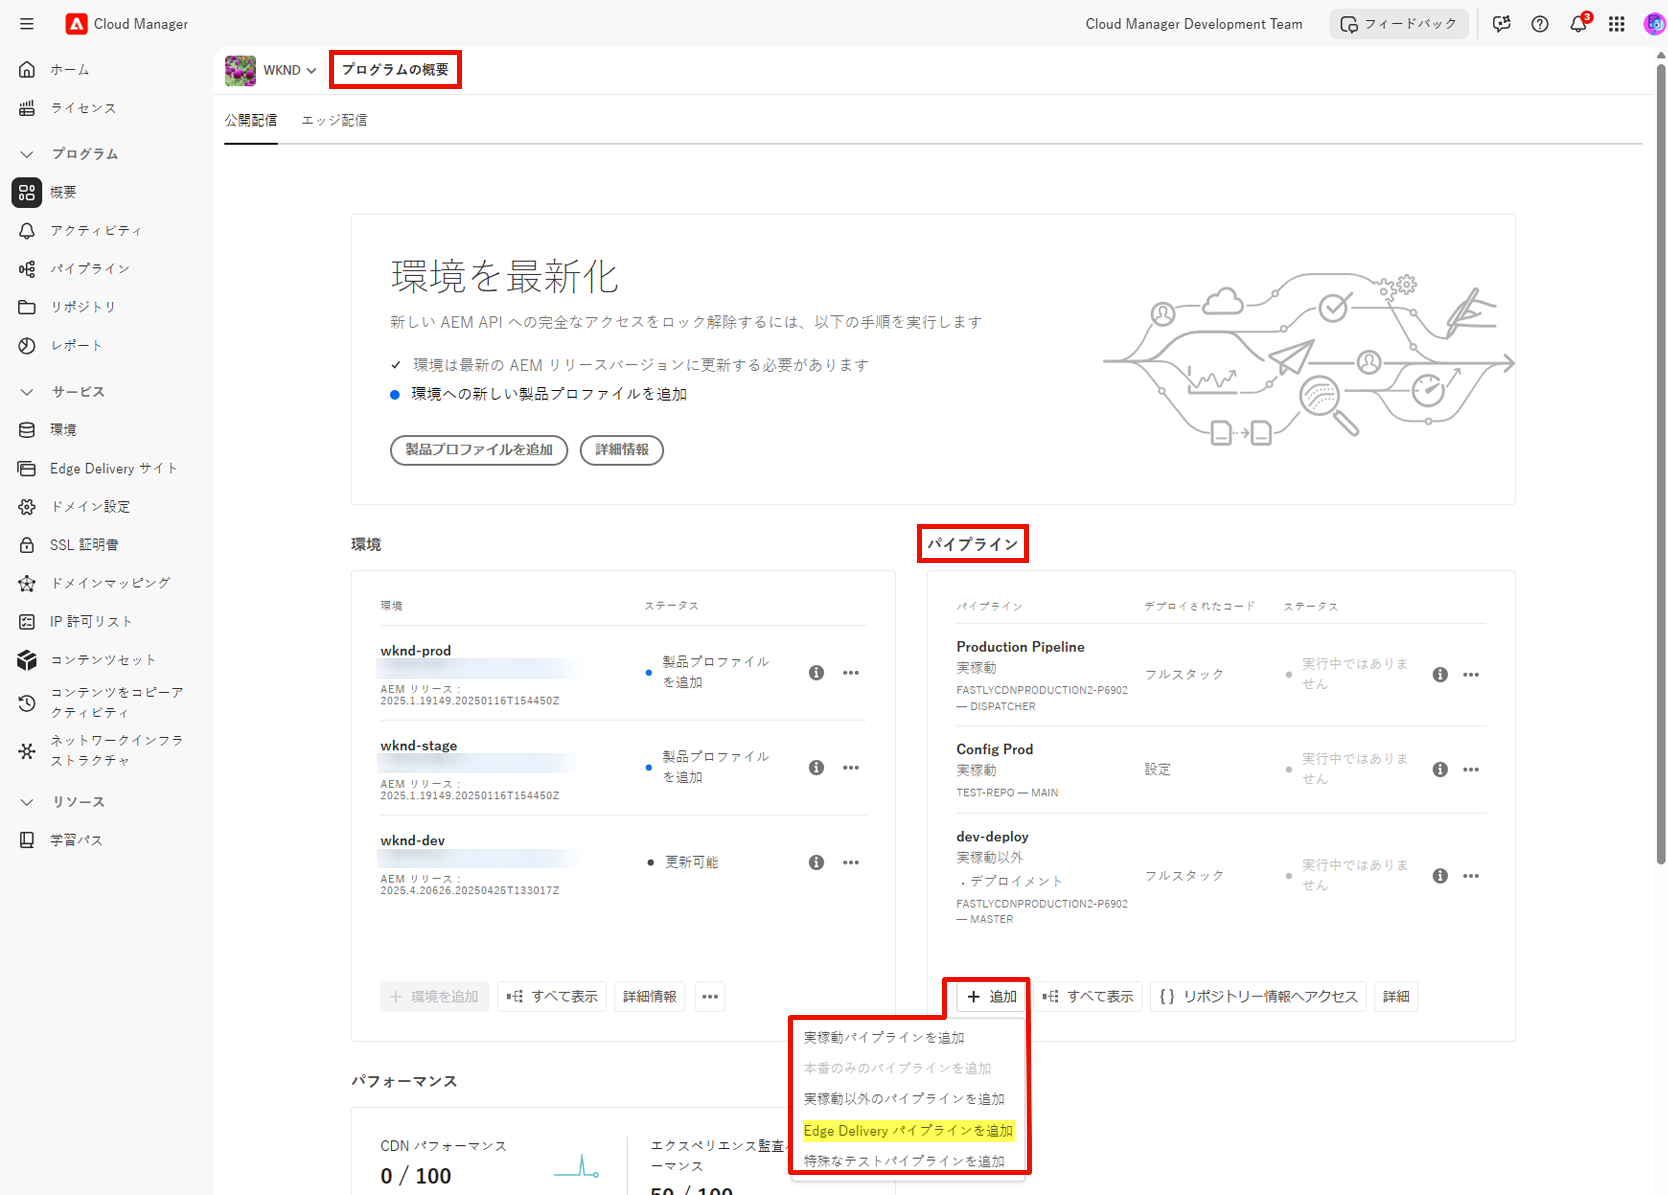 Cloud Manager
Cloud Manager Development Team
フィードバック
3
ホーム
ライセンス
プログラム
概要
アクティビティ
パイプライン
リポジトリ
レポート
サービス
環境
Edge Delivery サイト
ドメイン設定
SSL 証明書
ドメインマッピング
IP 許可リスト
コンテンツセット
コンテンツをコピーア
クティビティ
ネットワークインフラ
ストラクチャ
リソース
学習パス
WKND
プログラムの概要
公開配信
エッジ配信
環境を最新化
新しい AEM API への完全なアクセスをロック解除するには、以下の手順を実行します
環境は最新の AEM リリースバージョンに更新する必要があります
環境への新しい製品プロファイルを追加
製品プロファイルを追加
詳細情報
環境
環境
ステータス
wknd-prod
AEM リリース：
2025.1.19149.20250116T154450Z
製品プロファイル
を追加
wknd-stage
AEM リリース：
2025.1.19149.20250116T154450Z
製品プロファイル
を追加
wknd-dev
AEM リリース：
2025.4.20626.20250425T133017Z
更新可能
環境を追加
すべて表示
詳細情報
パイプライン
パイプライン
デプロイされたコード
ステータス
Production Pipeline
実稼動
FASTLYCDNPRODUCTION2-P6902
— DISPATCHER
フルスタック
実行中ではありま
せん
Config Prod
実稼動
TEST-REPO — MAIN
設定
実行中ではありま
せん
dev-deploy
実稼動以外
・デプロイメント
FASTLYCDNPRODUCTION2-P6902
— MASTER
フルスタック
実行中ではありま
せん
追加
すべて表示
{ } リポジトリー情報へアクセス
詳細
実稼動パイプラインを追加
本番のみのパイプラインを追加
実稼動以外のパイプラインを追加
Edge Delivery パイプラインを追加
特殊なテストパイプラインを追加
パフォーマンス
CDN パフォーマンス
0 / 100
エクスペリエンス監査
ーマンス
50 / 100